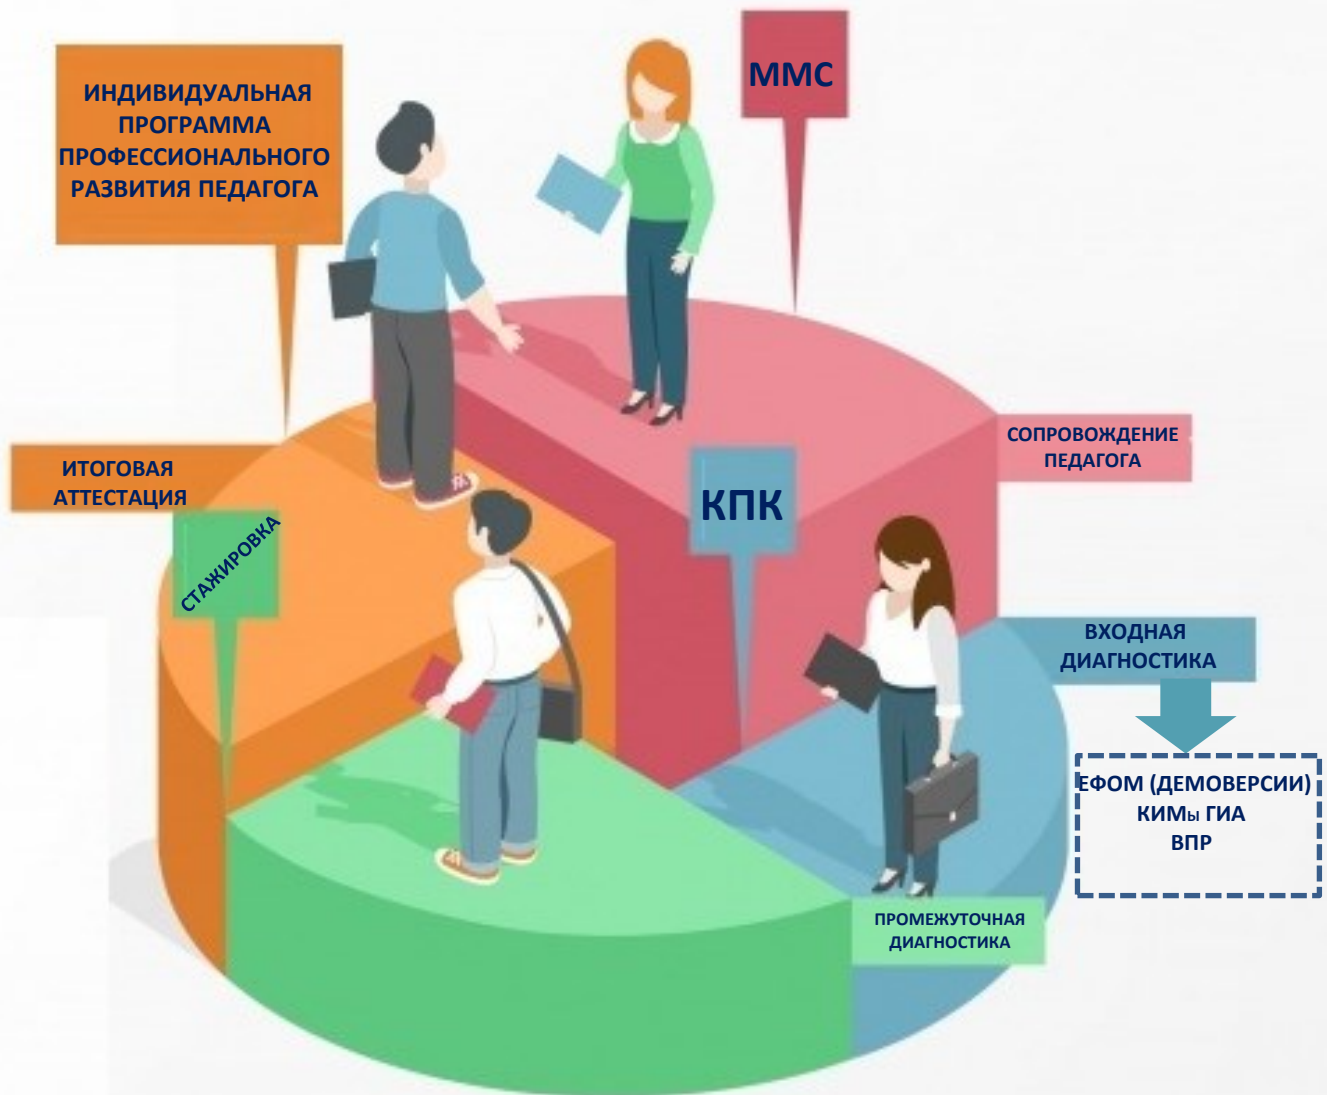 ИНДИВИДУАЛЬНАЯ
ПРОГРАММА
ПРОФЕССИОНАЛЬНОГО
РАЗВИТИЯ ПЕДАГОГА
ММС
СОПРОВОЖДЕНИЕ
ПЕДАГОГА
ИТОГОВАЯ
АТТЕСТАЦИЯ
КПК
СТАЖИРОВКА
ВХОДНАЯ
ДИАГНОСТИКА
ЕФОМ (ДЕМОВЕРСИИ)
КИМы ГИА
ВПР
ПРОМЕЖУТОЧНАЯ
ДИАГНОСТИКА